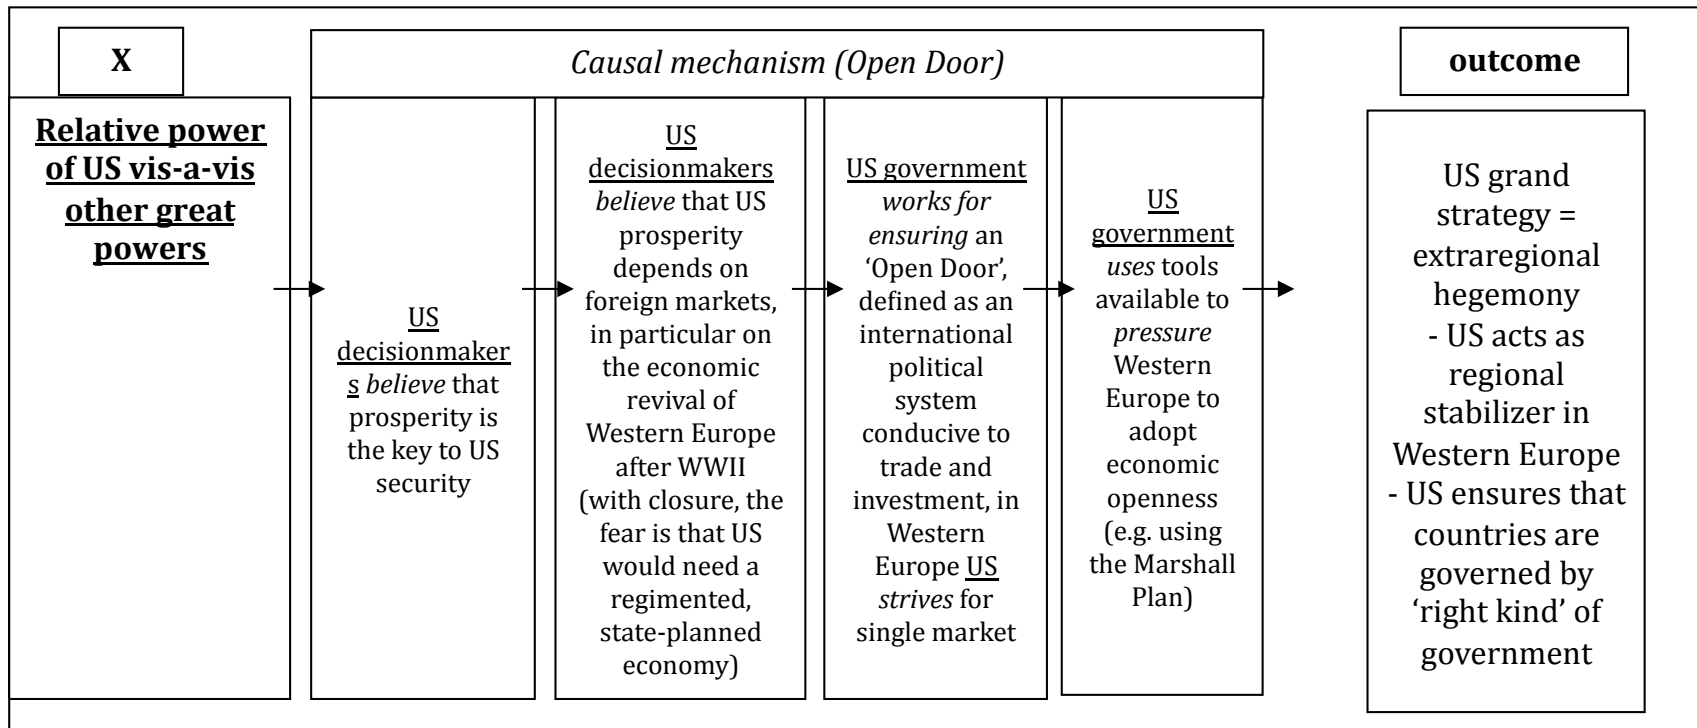 X
Causal mechanism (Open Door)
outcome
Relative power
of US vis-a-vis
other great
powers
US
decisionmaker
s believe that
prosperity is
the key to US
security
US
decisionmakers
believe that US
prosperity
depends on
foreign markets,
in particular on
the economic
revival of
Western Europe
after WWII
(with closure, the
fear is that US
would need a
regimented,
state-planned
economy)
US government
works for
ensuring an
‘Open Door’,
defined as an
international
political
system
conducive to
trade and
investment, in
Western
Europe US
strives for
single market
US
government
uses tools
available to
pressure
Western
Europe to
adopt
economic
openness
(e.g. using
the Marshall
Plan)
US grand
strategy =
extraregional
hegemony
- US acts as
regional
stabilizer in
Western Europe
- US ensures that
countries are
governed by
‘right kind’ of
government